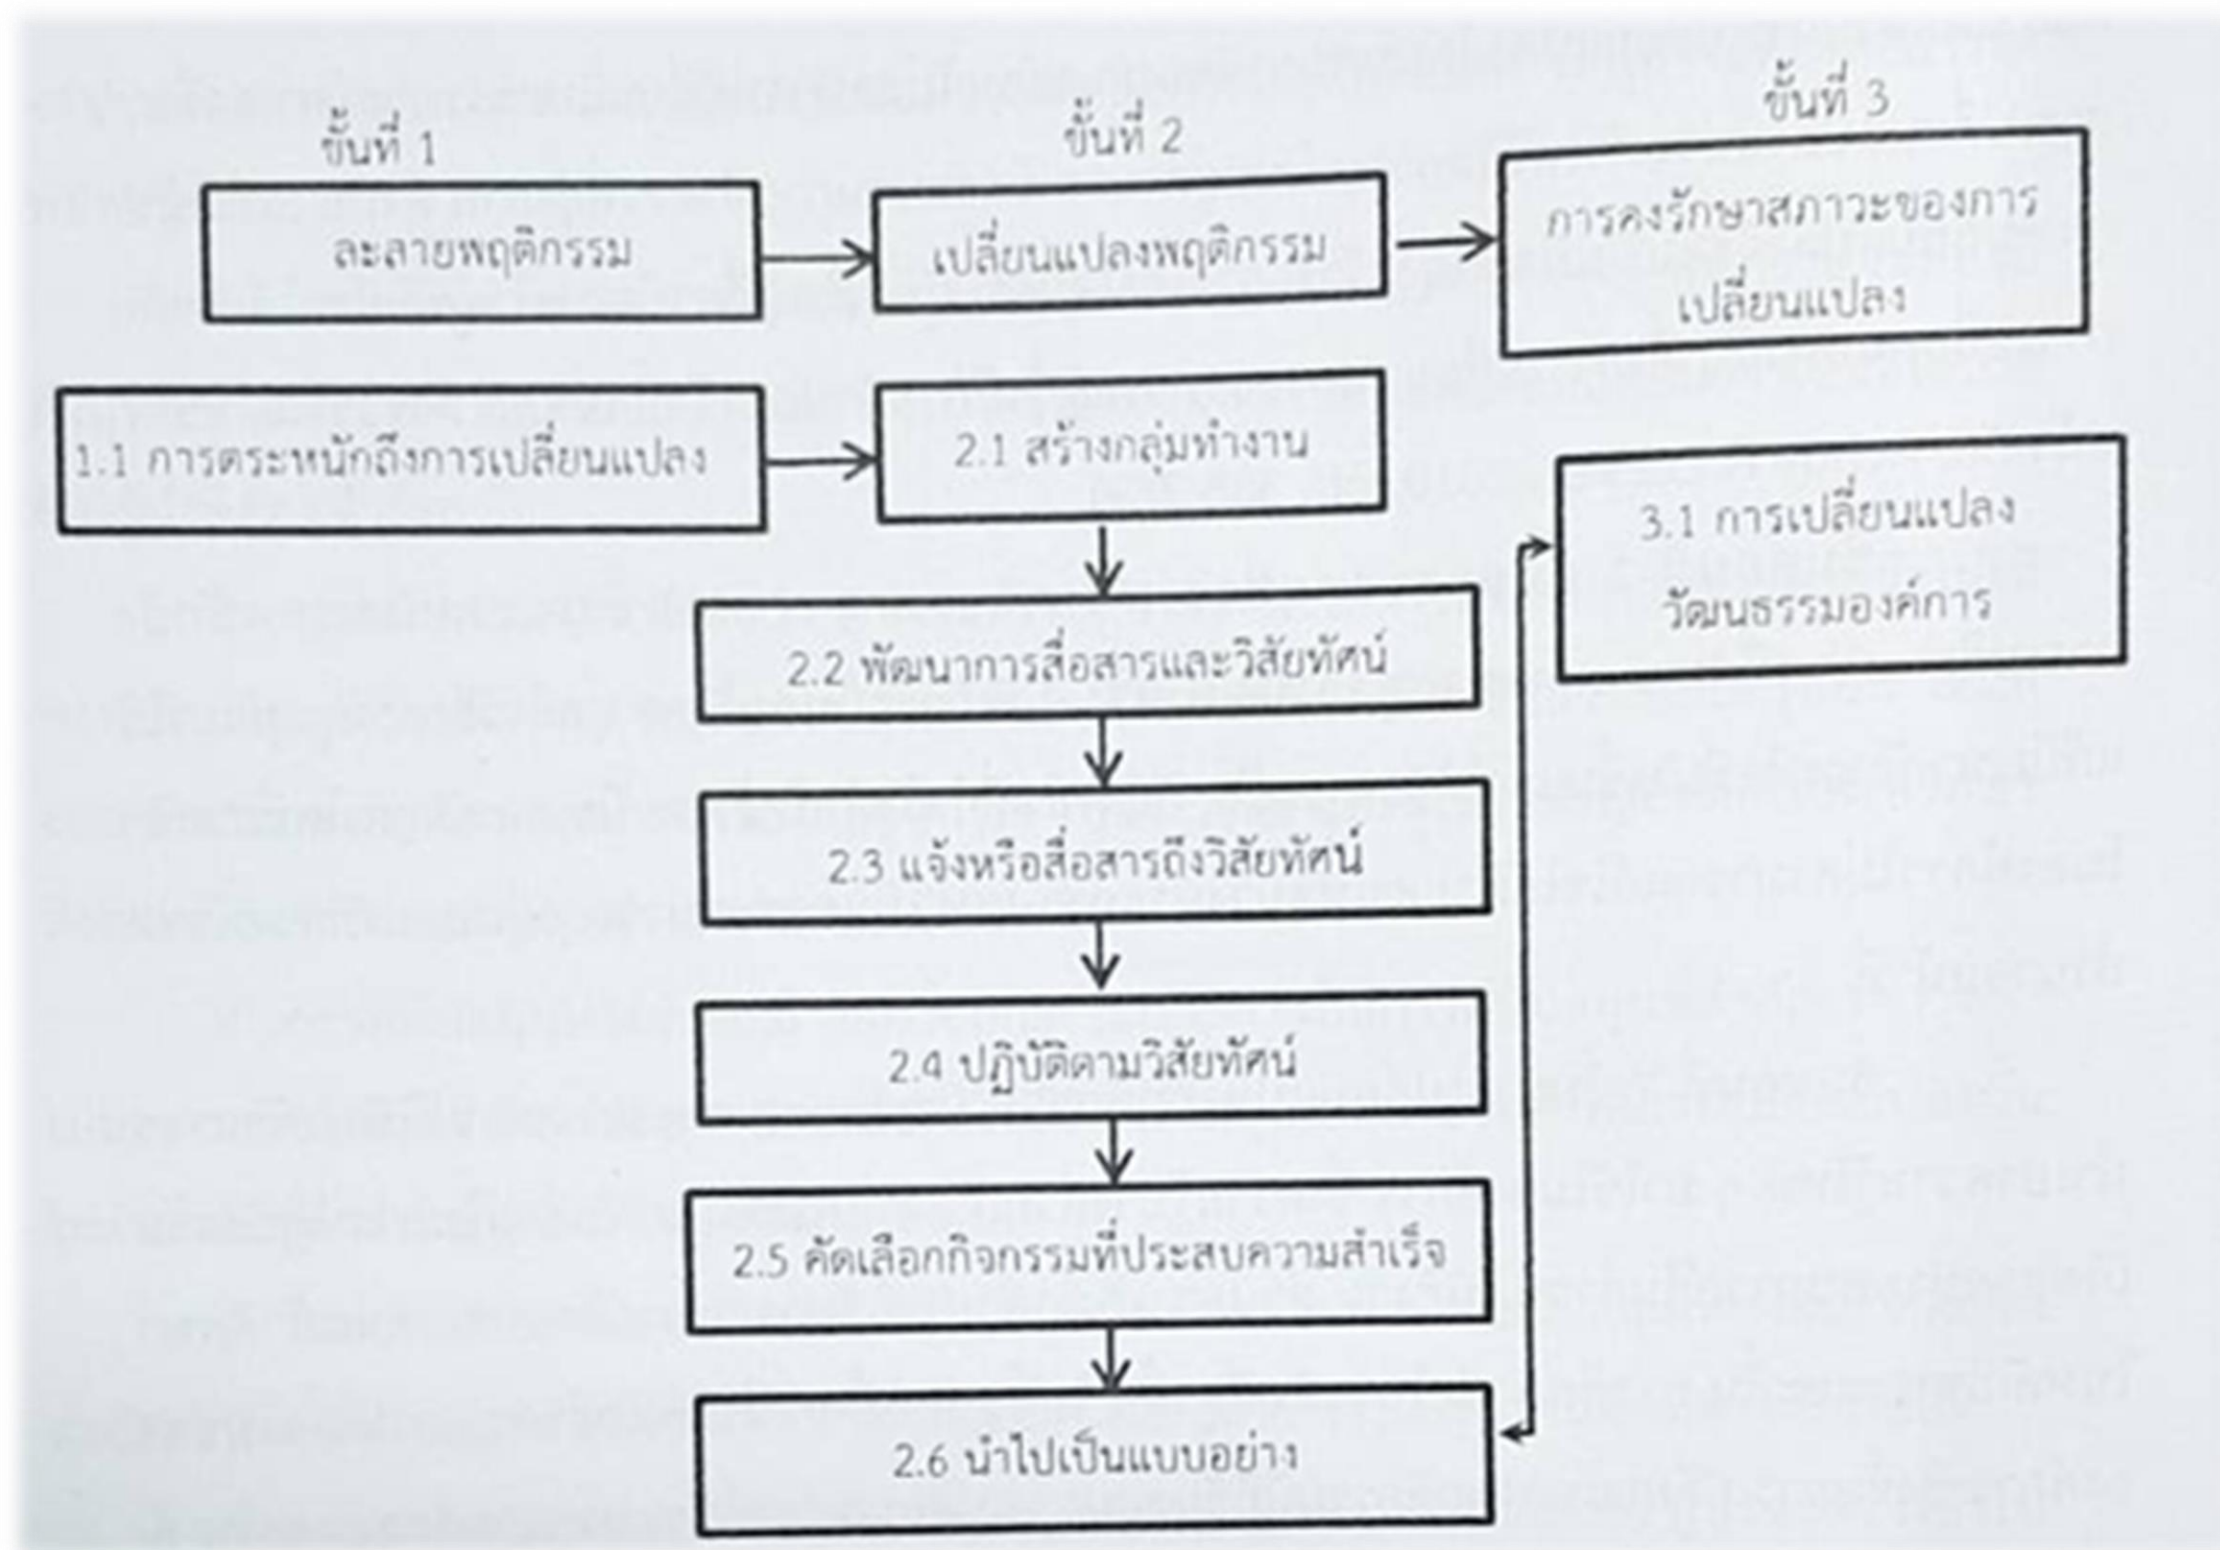 ขั้นที่ 1
ขั้นที่ 2
ขั้นที่ 3
ละลายพฤติกรรม
เปลี่ยนแปลงพฤติกรรม
การคงรักษาสภาวะของการ
เปลี่ยนแปลง
1.1 การตระหนักถึงการเปลี่ยนแปลง
2.1 สร้างกลุ่มทำงาน
2.2 พัฒนาการสื่อสารและวิสัยทัศน์
2.3 แจ้งหรือสื่อสารถึงวิสัยทัศน์
2.4 ปฏิบัติตามวิสัยทัศน์
2.5 คัดเลือกกิจกรรมที่ประสบความสำเร็จ
2.6 นำไปเป็นแบบอย่าง
3.1 การเปลี่ยนแปลง
วัฒนธรรมองค์การ